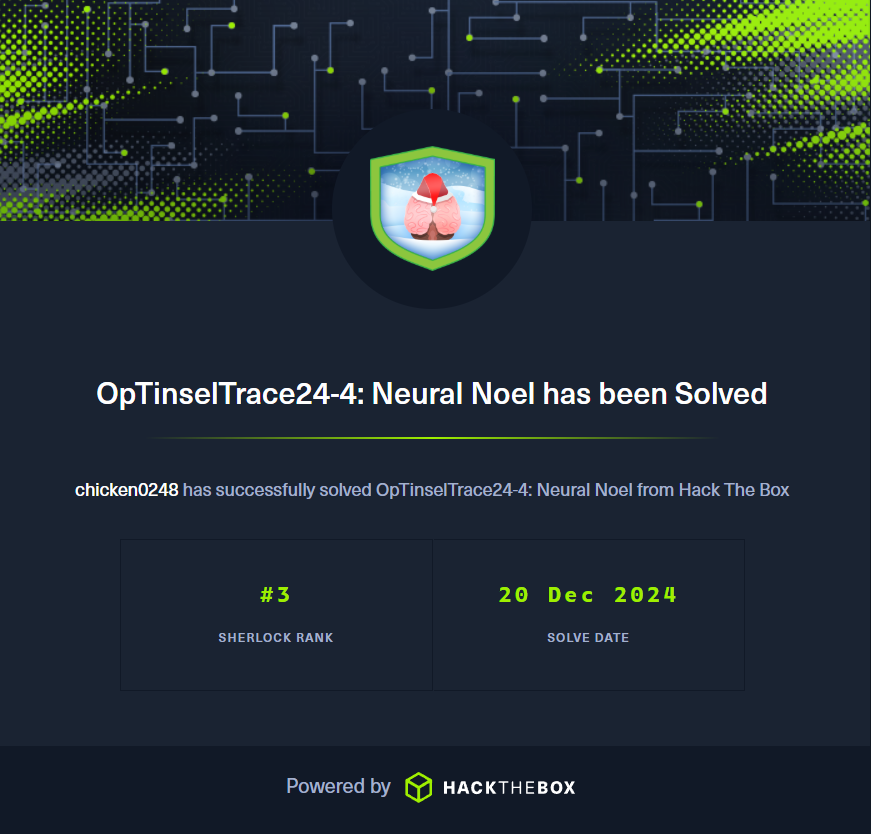 OpTinselTrace24-4: Neural Noel has been Solved
chicken0248 has successfully solved OpTinselTrace24-4: Neural Noel from Hack The Box
#3
SHERLOCK RANK
20 Dec 2024
SOLVE DATE
Powered by HACKTHEBOX